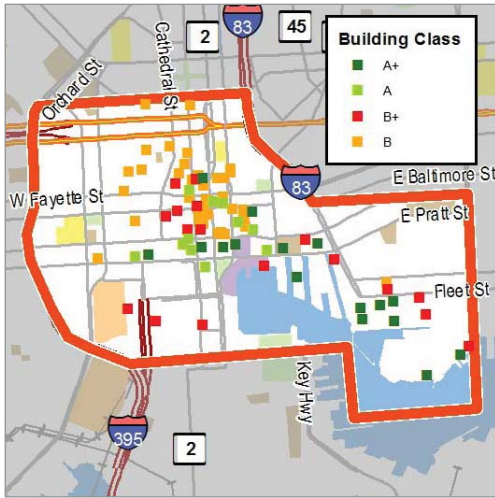 2
83
45
Building Class
A+
A
B+
B
Cathedral St
Orchard St
W Fayette St
83
E Baltimore St
E Pratt St
Fleet St
Key Hwy
395
2